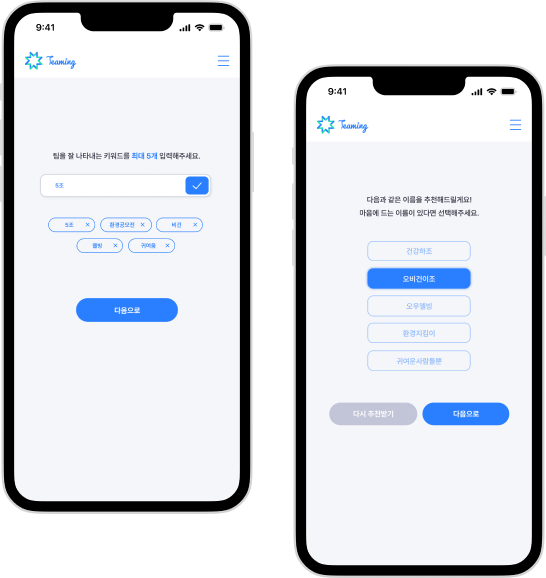 9:41
Teaming
팀을 잘 나타내는 키워드를 최대 5개 입력해주세요.
5조
5조 × 환경공모전 × 비건 ×
웰빙 × 귀여움 ×
다음으로
9:41
Teaming
다음과 같은 이름을 추천해드릴게요!
마음에 드는 이름이 있다면 선택해주세요.
건강하조
오비건이조
오우웰빙
환경지킴이
귀여운사람들뿐
다시 추천받기 다음으로